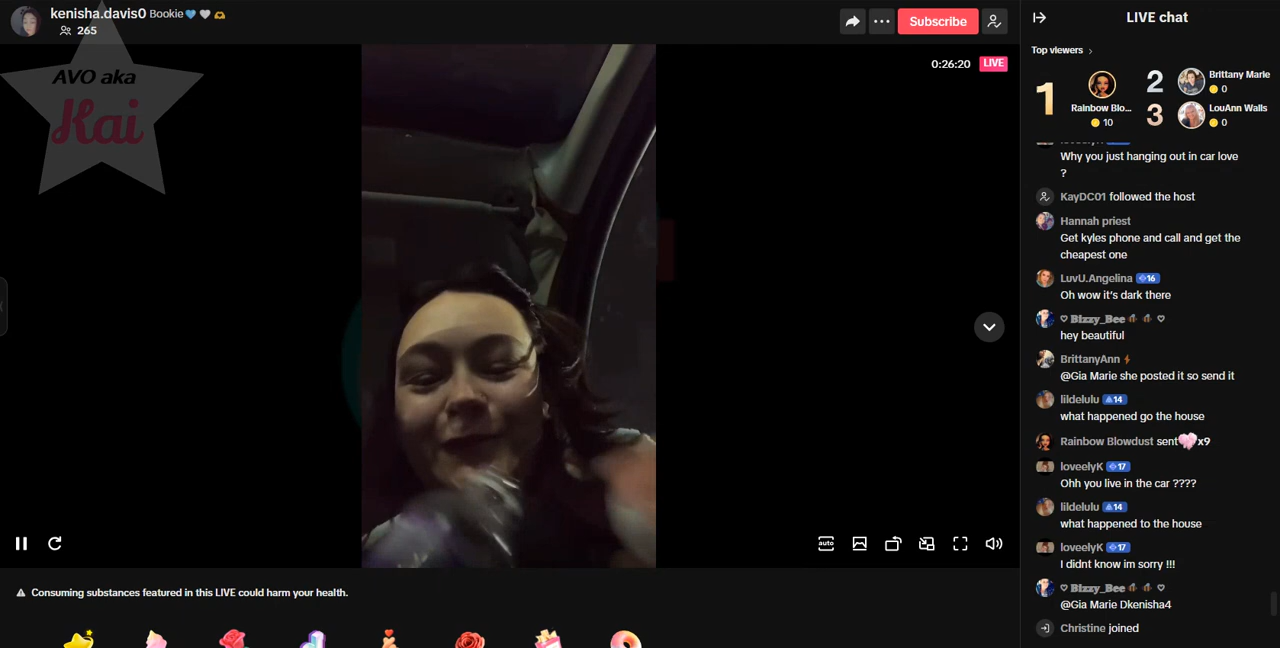 kenisha.davis0 Bookie💙🤍🫶
265
Subscribe
AVO aka
Kai
0:26:20 LIVE
auto
Consuming substances featured in this LIVE could harm your health.
LIVE chat
Top viewers
1
Rainbow Blo...
10
2
Brittany Marie
0
3
LouAnn Walls
0
Why you just hanging out in car love
?
KayDC01 followed the host
Hannah priest
Get kyles phone and call and get the
cheapest one
LuvU.Angelina 16
Oh wow it's dark there
♡ Bizzy_Bee 🐝 🐝 ♡
hey beautiful
BrittanyAnn ⚡
@Gia Marie she posted it so send it
lildelulu 14
what happened go the house
Rainbow Blowdust sent x9
loveelyK 17
Ohh you live in the car ????
lildelulu 14
what happened to the house
loveelyK 17
I didnt know im sorry !!!
♡ Bizzy_Bee 🐝 🐝 ♡
@Gia Marie Dkenisha4
Christine joined